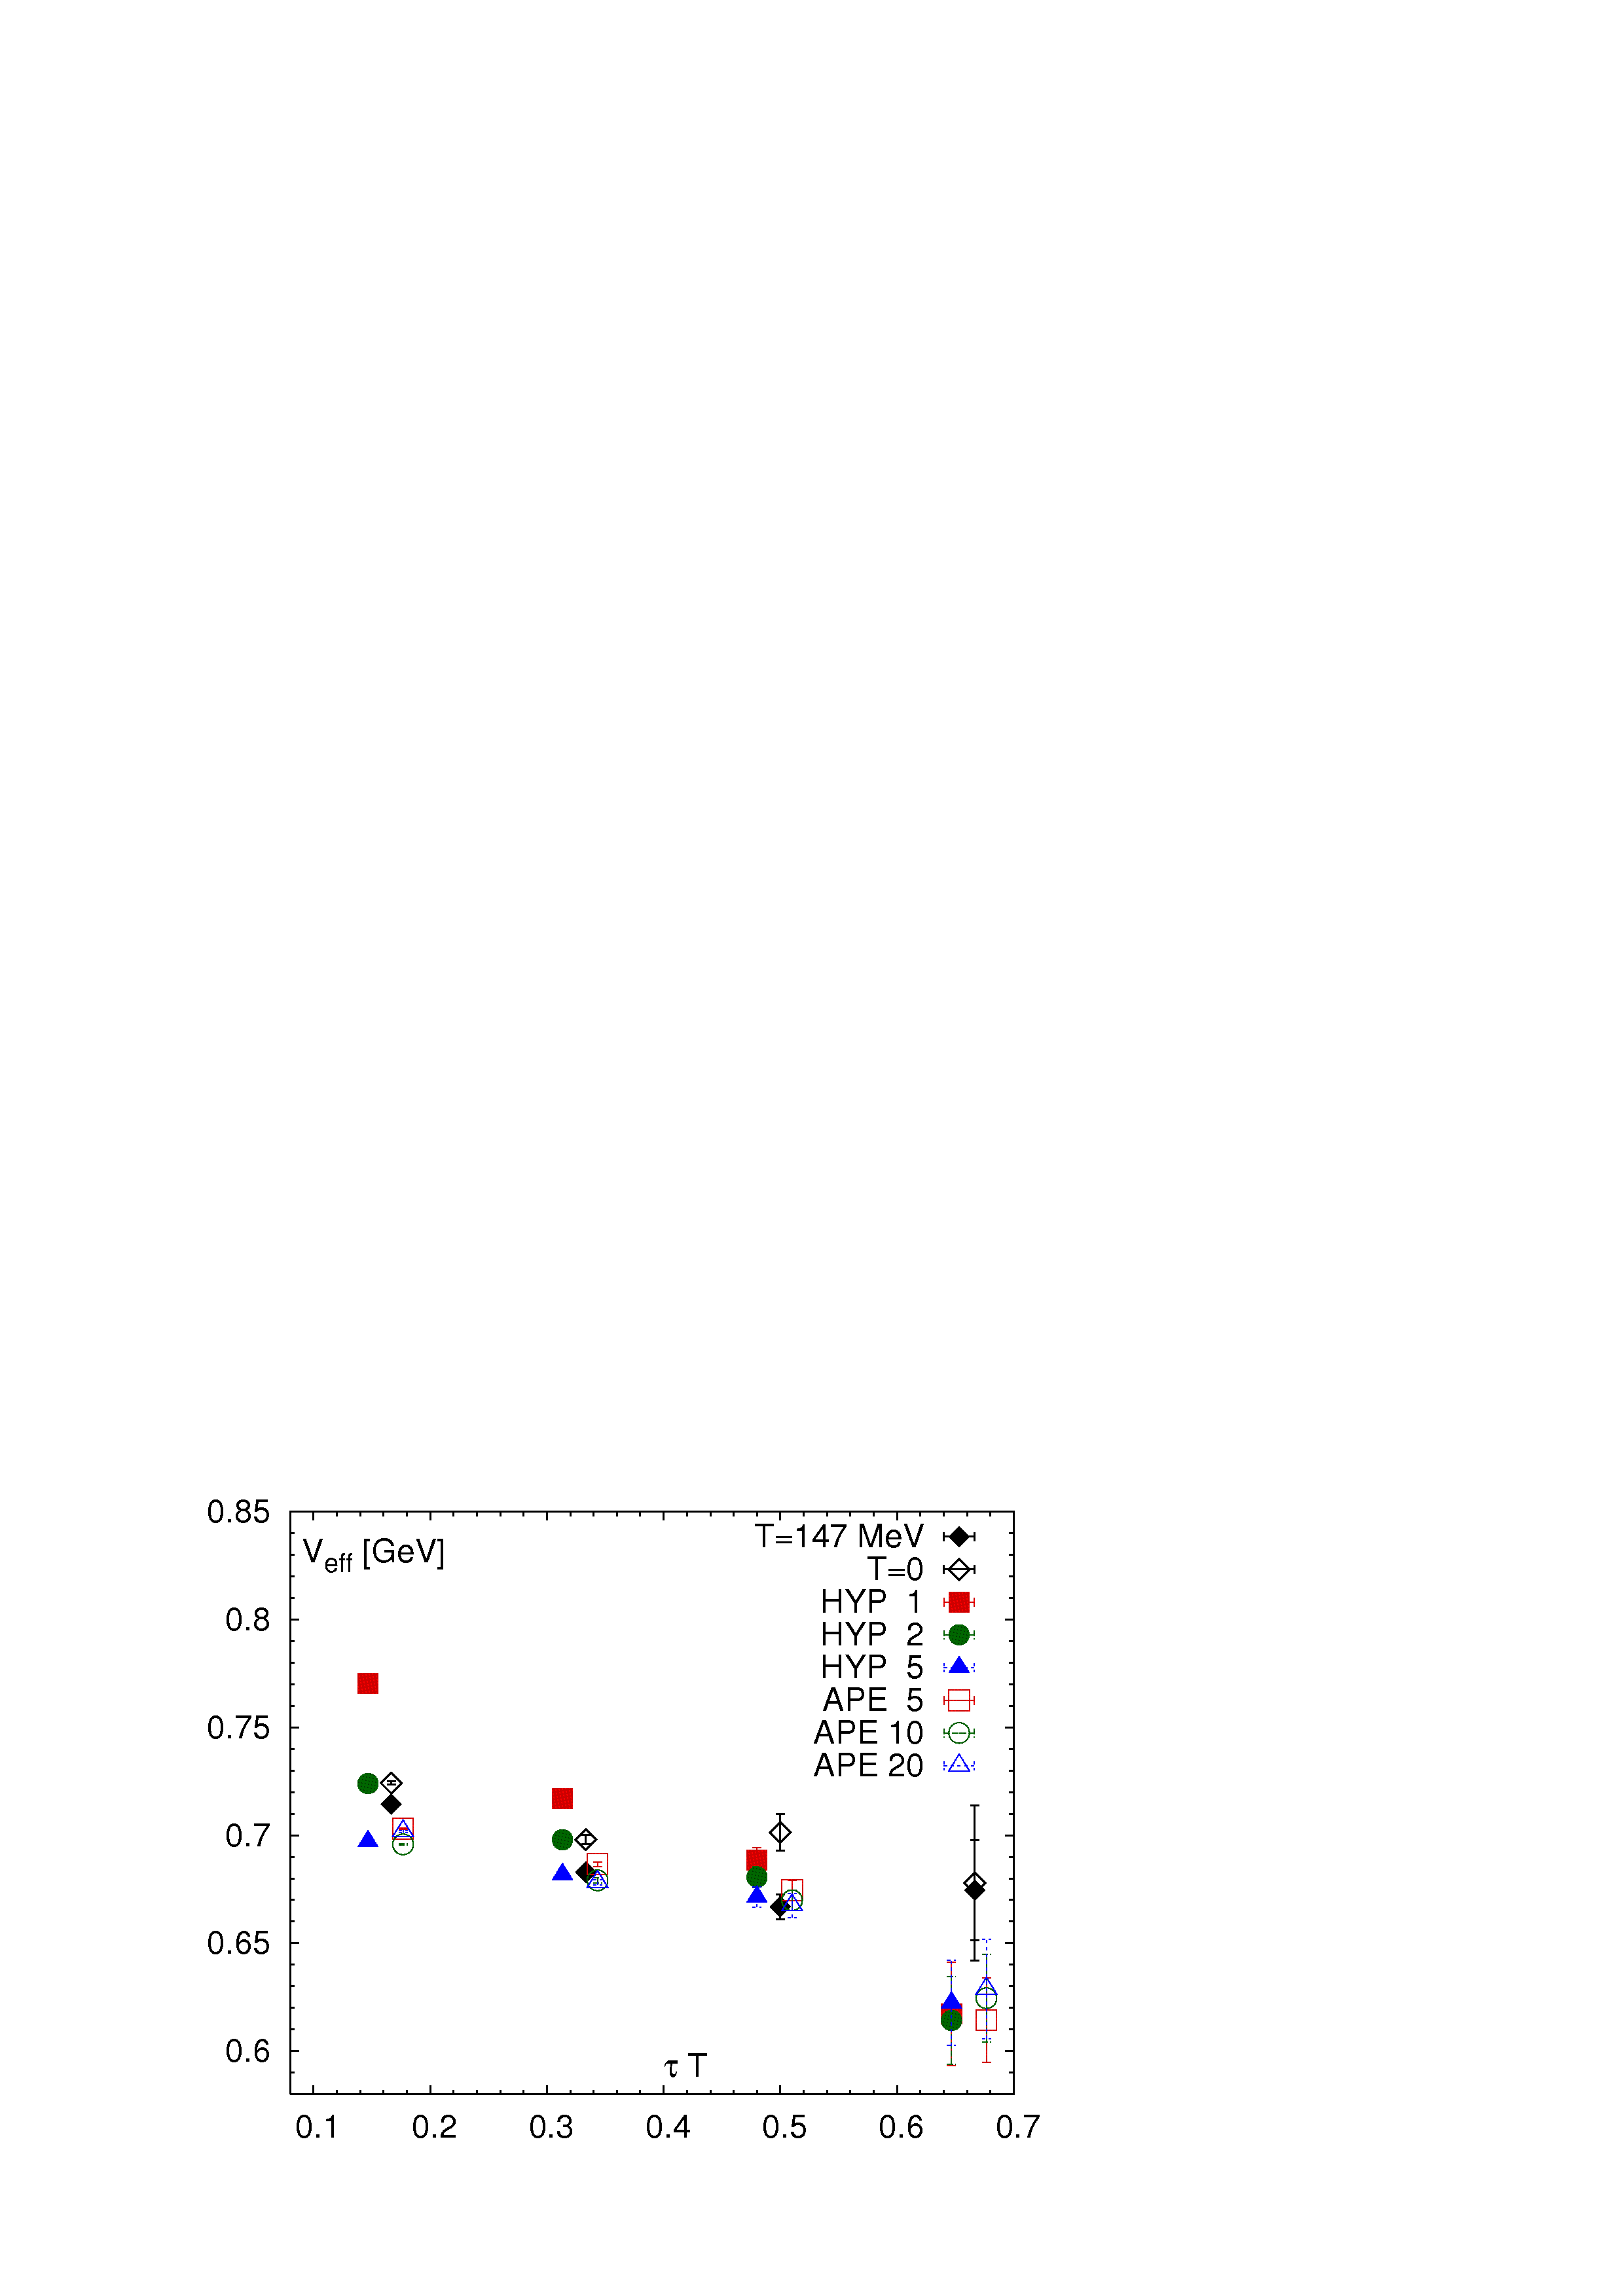 0.85
V_eff [GeV]
T=147 MeV
T=0
HYP 1
HYP 2
HYP 5
APE 5
APE 10
APE 20
0.8
0.75
0.7
0.65
0.6
τ T
0.1 0.2 0.3 0.4 0.5 0.6 0.7